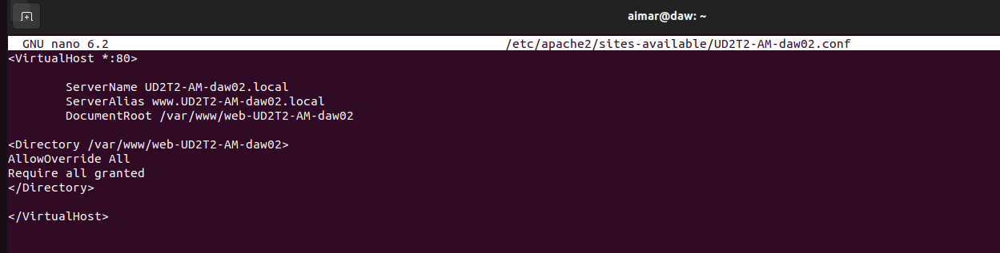 aimar@daw: ~
GNU nano 6.2 /etc/apache2/sites-available/UD2T2-AM-daw02.conf
<VirtualHost *:80>
ServerName UD2T2-AM-daw02.local
ServerAlias www.UD2T2-AM-daw02.local
DocumentRoot /var/www/web-UD2T2-AM-daw02
<Directory /var/www/web-UD2T2-AM-daw02>
AllowOverride All
Require all granted
</Directory>
</VirtualHost>